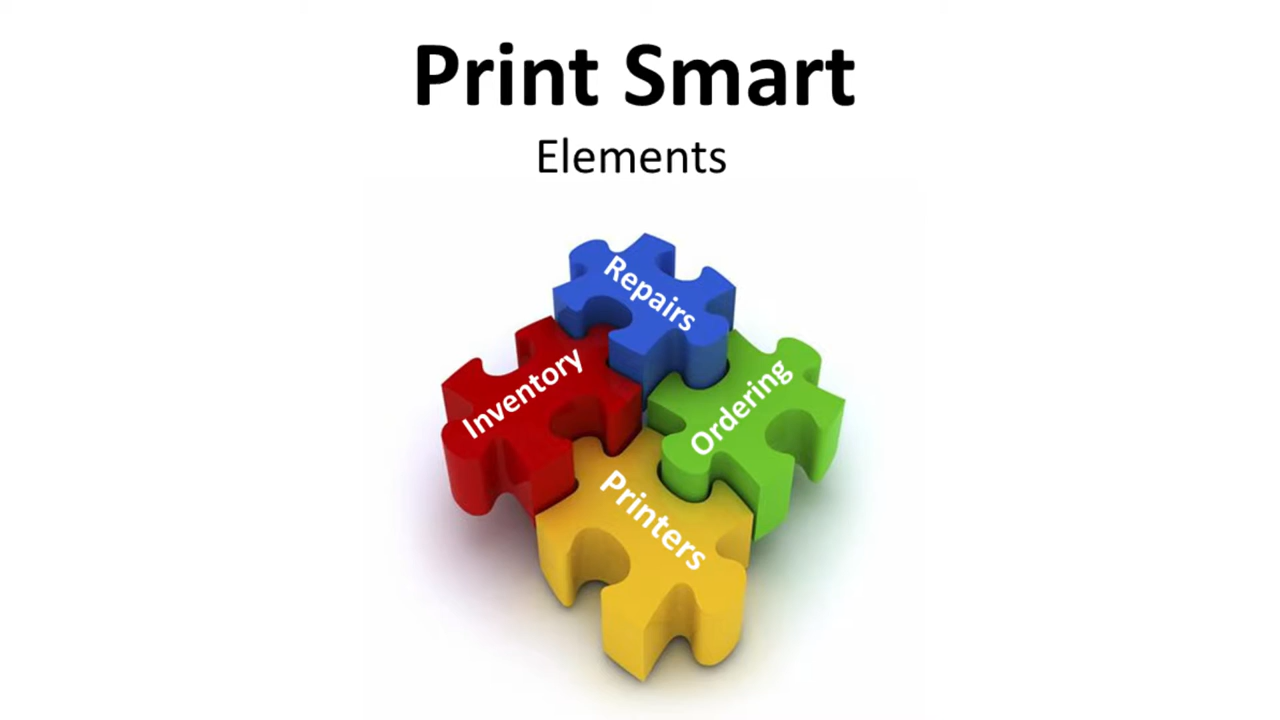 Print Smart
Elements
Repairs
Inventory
Ordering
Printers